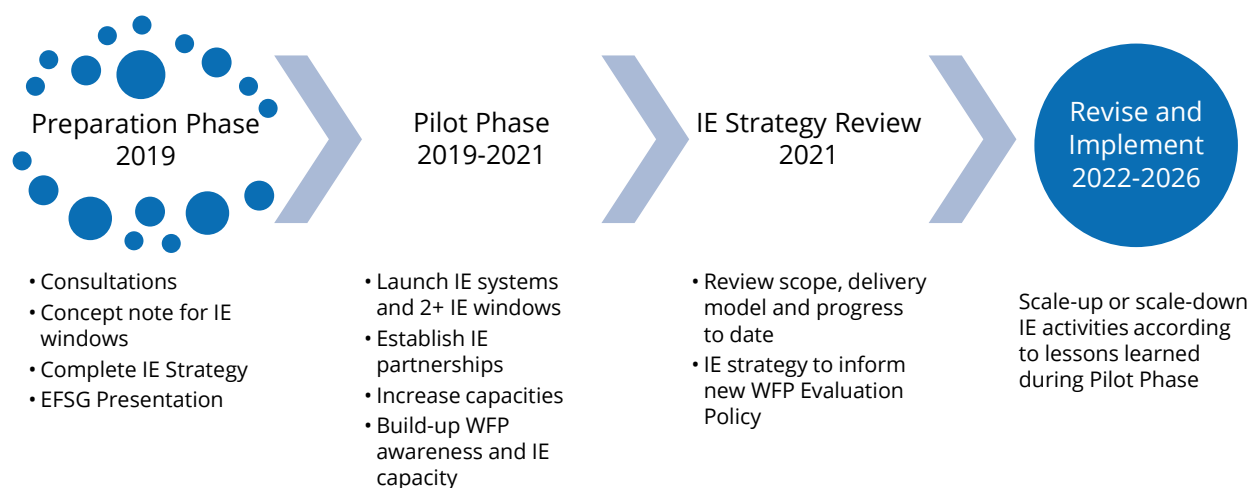 Preparation Phase
2019
Pilot Phase
2019-2021
IE Strategy Review
2021
Revise and
Implement
2022-2026
• Consultations
• Concept note for IE
windows
• Complete IE Strategy
• EFSG Presentation
• Launch IE systems
and 2+ IE windows
• Establish IE
partnerships
• Increase capacities
• Build-up WFP
awareness and IE
capacity
• Review scope, delivery
model and progress
to date
• IE strategy to inform
new WFP Evaluation
Policy
Scale-up or scale-down
IE activities according
to lessons learned
during Pilot Phase